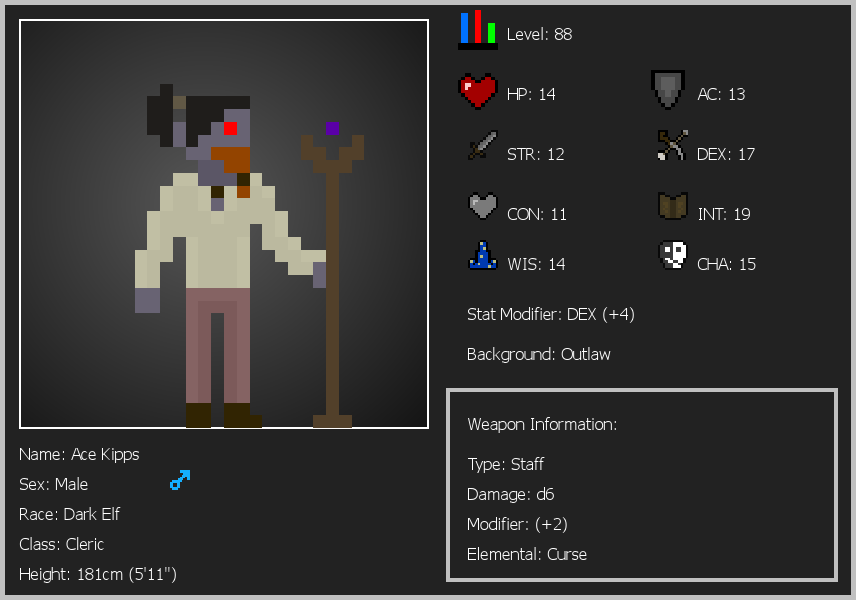 Level: 88
HP: 14
AC: 13
STR: 12
DEX: 17
CON: 11
INT: 19
WIS: 14
CHA: 15
Stat Modifier: DEX (+4)
Background: Outlaw
Weapon Information:
Type: Staff
Damage: d6
Modifier: (+2)
Elemental: Curse
Name: Ace Kipps
Sex: Male
Race: Dark Elf
Class: Cleric
Height: 181cm (5'11")